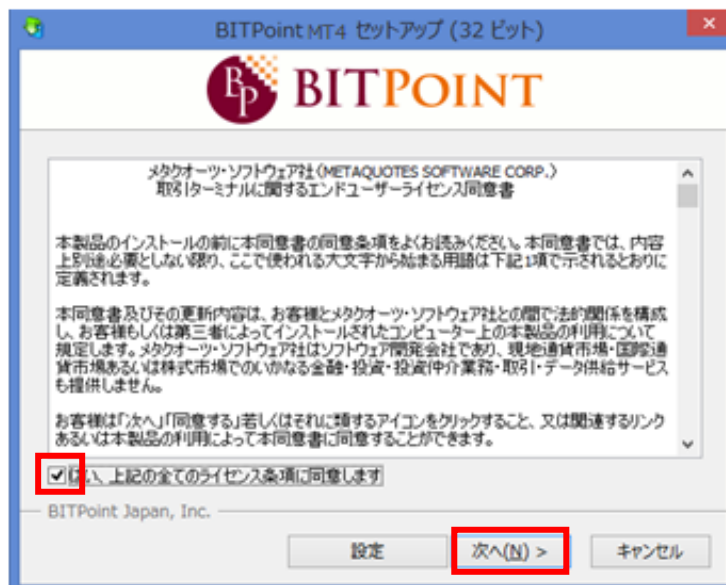 BITPoint MT4 セットアップ (32 ビット)
BP BITPOINT
メタクオーツ・ソフトウェア社(METAQUOTES SOFTWARE CORP.)
取引ターミナルに関するエンドユーザーライセンス同意書
本製品のインストールの前に本同意書の同意条項をよくお読みください。本同意書では、内容
上別途必要としない限り、ここで使われる大文字から始まる用語は下記1項で示されるとおりに
定義されます。
本同意書及びその更新内容は、お客様とメタクオーツ・ソフトウェア社との間で法的関係を構成
し、お客様もしくは第三者によってインストールされたコンピューター上の本製品の利用について
規定します。メタクオーツ・ソフトウェア社はソフトウェア開発会社であり、現地通貨市場・国際通
貨市場あるいは株式市場でのいかなる金融・投資・投資仲介業務・取引・データ供給サービス
も提供しません。
お客様は「次へ」「同意する」若しくはそれに類するアイコンをクリックすること、又は関連するリンク
あるいは本製品の利用によって本同意書に同意することができます。
はい、上記の全てのライセンス条項に同意します
BITPoint Japan, Inc.
設定 次へ(N) > キャンセル